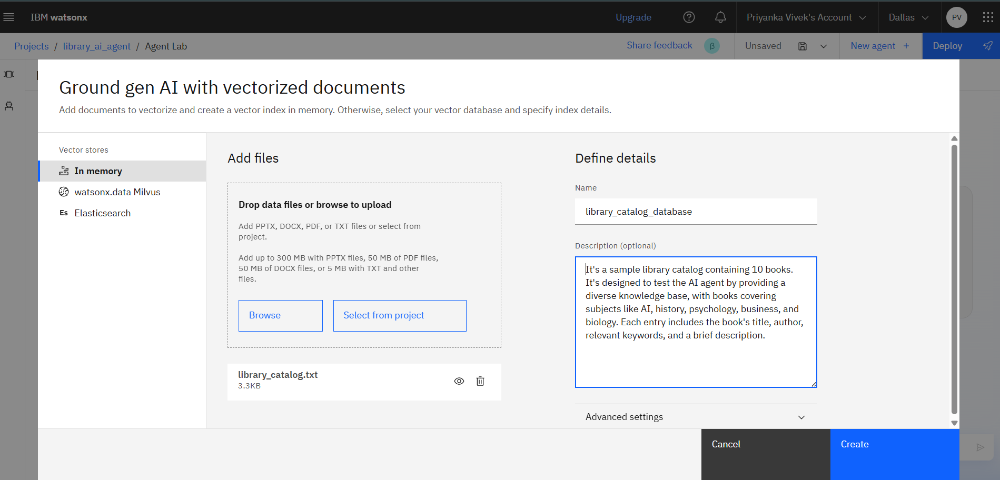 IBM watsonx
Upgrade
Priyanka Vivek's Account
Dallas
PV
Projects / library_ai_agent / Agent Lab
Share feedback
β
Unsaved
New agent +
Deploy
Ground gen AI with vectorized documents
Add documents to vectorize and create a vector index in memory. Otherwise, select your vector database and specify index details.
Vector stores
In memory
watsonx.data Milvus
Es Elasticsearch
Add files
Drop data files or browse to upload
Add PPTX, DOCX, PDF, or TXT files or select from
project.
Add up to 300 MB with PPTX files, 50 MB of PDF files,
50 MB of DOCX files, or 5 MB with TXT and other
files.
Browse
Select from project
library_catalog.txt
3.3KB
Define details
Name
library_catalog_database
Description (optional)
It's a sample library catalog containing 10 books.
It's designed to test the AI agent by providing a
diverse knowledge base, with books covering
subjects like AI, history, psychology, business, and
biology. Each entry includes the book's title, author,
relevant keywords, and a brief description.
Advanced settings
Cancel
Create